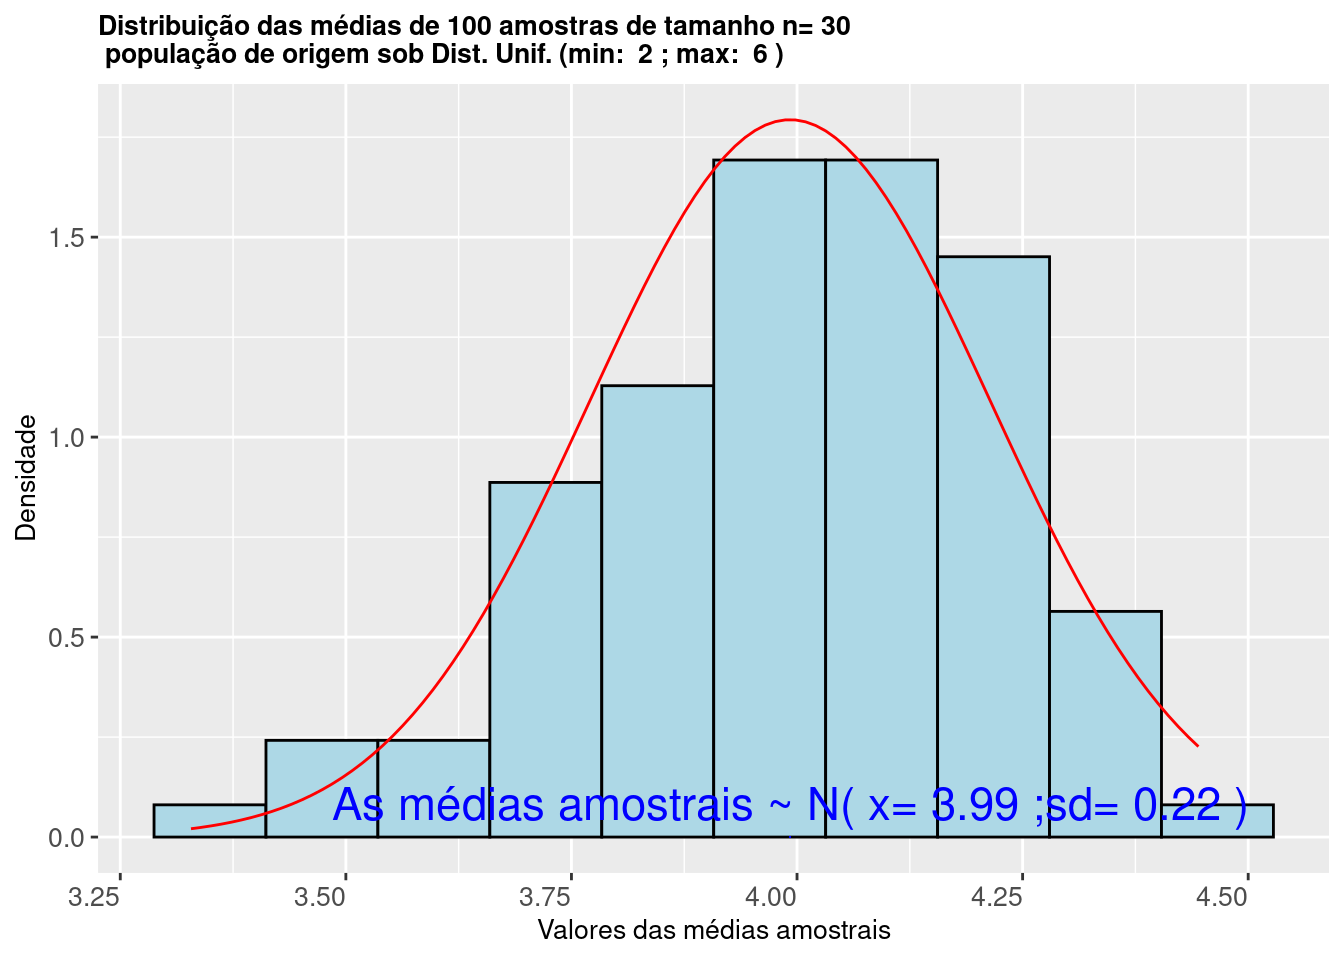 Distribuição das médias de 100 amostras de tamanho n= 30
população de origem sob Dist. Unif. (min:  2 ; max:  6 )
Densidade
1.5
1.0
0.5
0.0
As médias amostrais ~ N( x= 3.99 ;sd= 0.22 )
3.25 3.50 3.75 4.00 4.25 4.50
Valores das médias amostrais